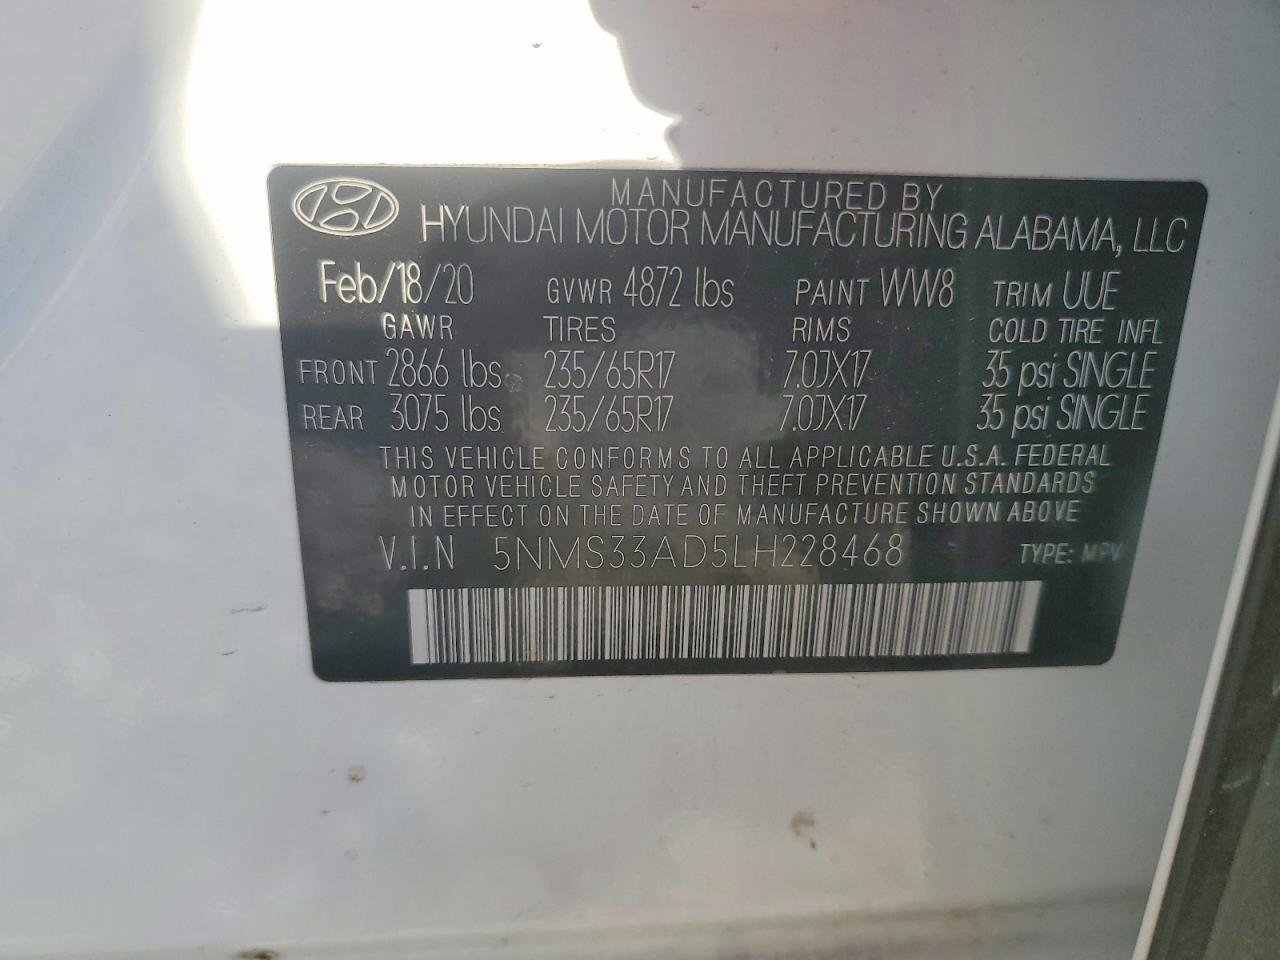 MANUFACTURED BY
HYUNDAI MOTOR MANUFACTURING ALABAMA, LLC
Feb/18/20 GVWR 4872 lbs PAINT WW8 TRIM UUE
GAWR TIRES RIMS COLD TIRE INFL
FRONT 2866 lbs 235/65R17 7.0JX17 35 psi SINGLE
REAR 3075 lbs 235/65R17 7.0JX17 35 psi SINGLE
THIS VEHICLE CONFORMS TO ALL APPLICABLE U.S.A. FEDERAL
MOTOR VEHICLE SAFETY AND THEFT PREVENTION STANDARDS
IN EFFECT ON THE DATE OF MANUFACTURE SHOWN ABOVE
V.I.N 5NMS33AD5LH228468 TYPE: MPV